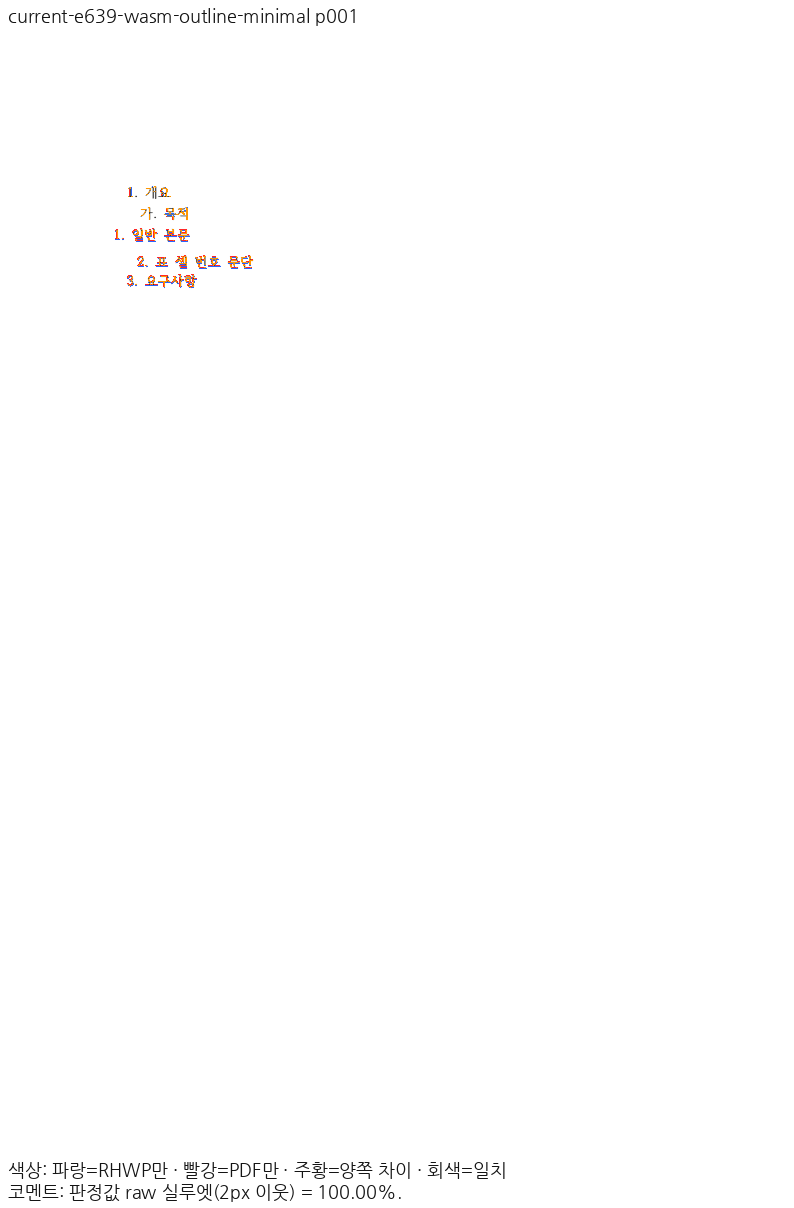 current-e639-wasm-outline-minimal p001
1. 개요
가. 목적
1. 일반 본문
2. 표 셀 번호 문단
3. 요구사항
색상: 파랑=RHWP만 · 빨강=PDF만 · 주황=양쪽 차이 · 회색=일치
코멘트: 판정값 raw 실루엣(2px 이웃) = 100.00%.